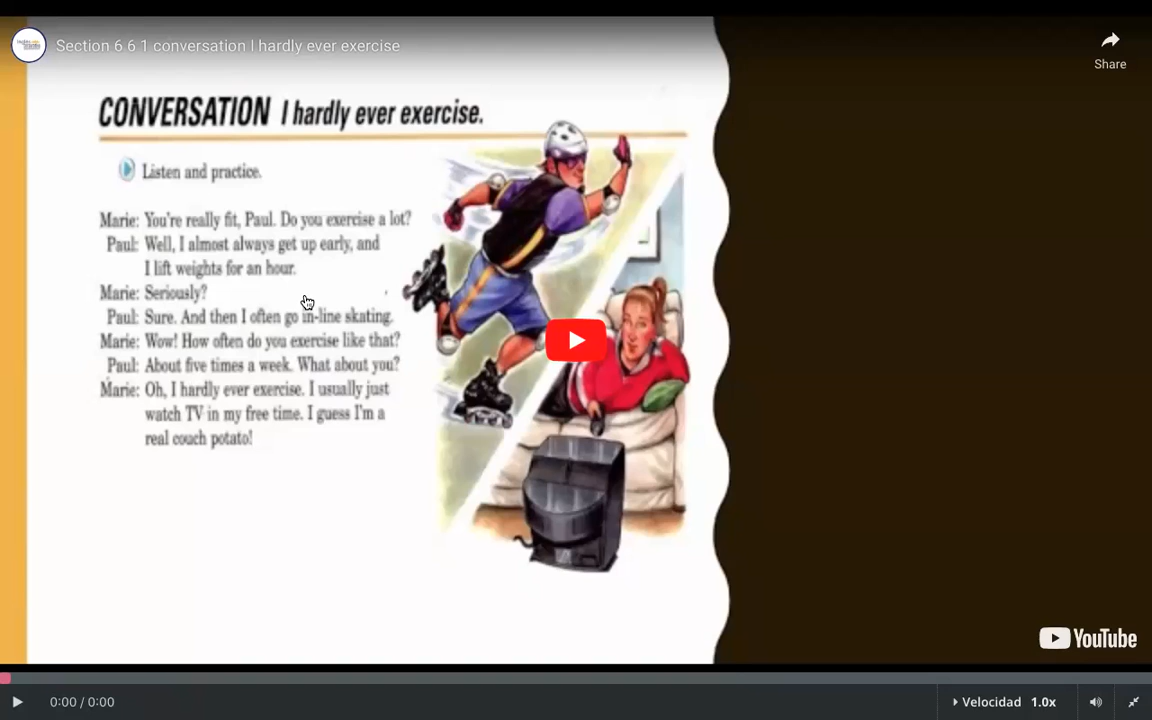 Section 6 6 1 conversation I hardly ever exercise
Share
CONVERSATION I hardly ever exercise.
Listen and practice.
Marie: You're really fit, Paul. Do you exercise a lot?
Paul: Well, I almost always get up early, and
I lift weights for an hour.
Marie: Seriously?
Paul: Sure. And then I often go in-line skating.
Marie: Wow! How often do you exercise like that?
Paul: About five times a week. What about you?
Marie: Oh, I hardly ever exercise. I usually just
watch TV in my free time. I guess I'm a
real couch potato!
YouTube
0:00 / 0:00
Velocidad 1.0x